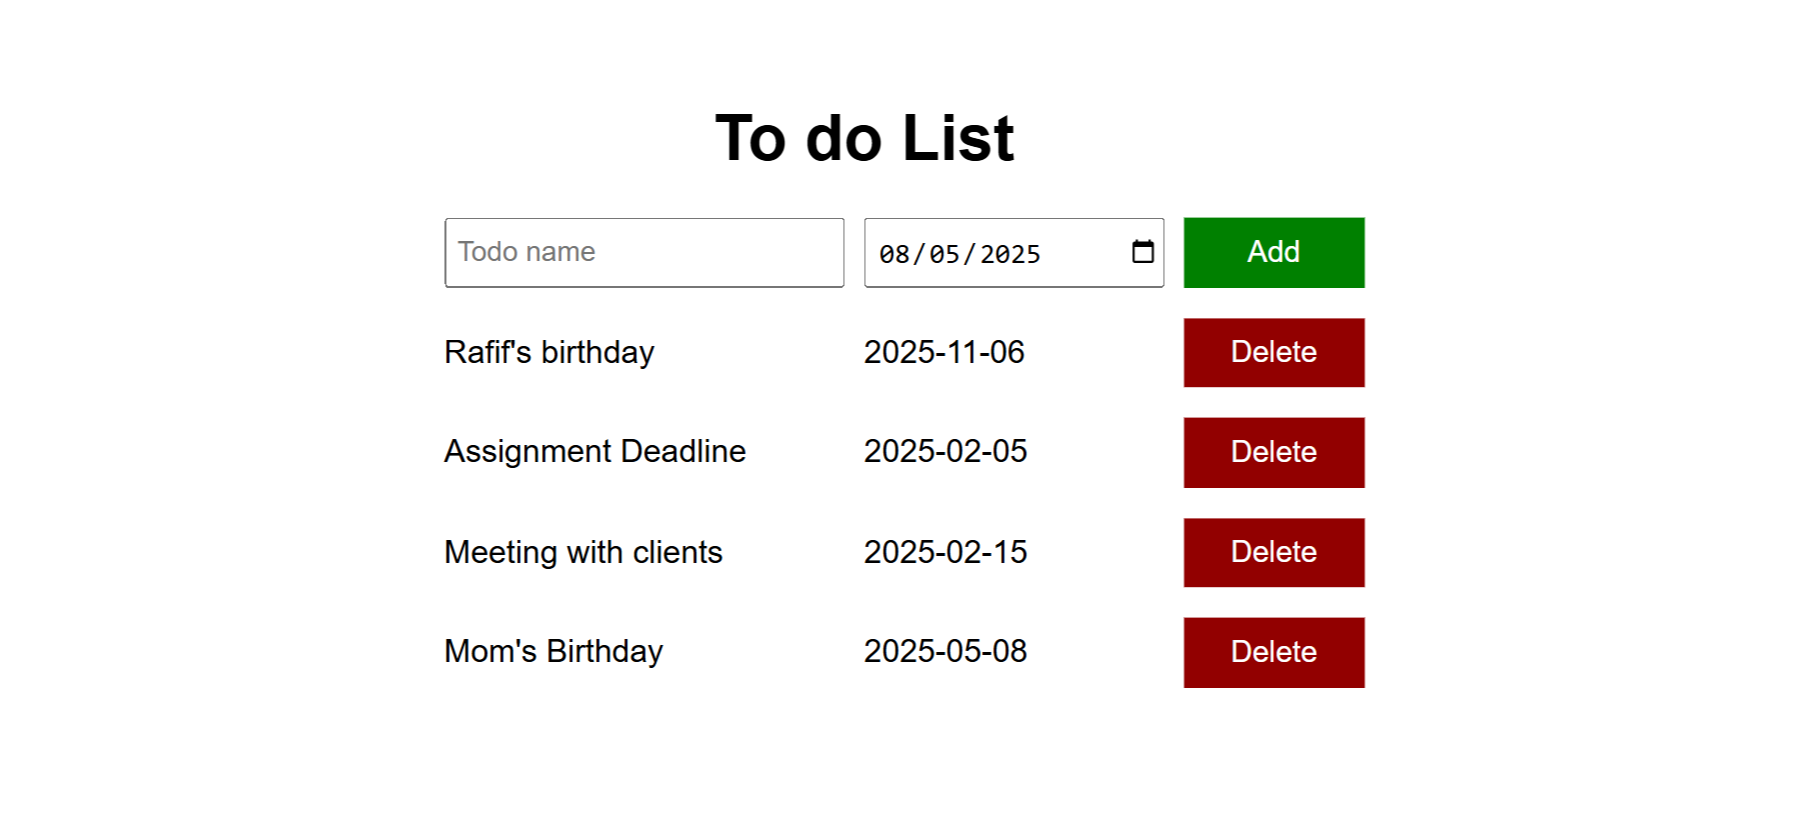 To do List
Todo name 08/05/2025 Add
Rafif's birthday 2025-11-06 Delete
Assignment Deadline 2025-02-05 Delete
Meeting with clients 2025-02-15 Delete
Mom's Birthday 2025-05-08 Delete